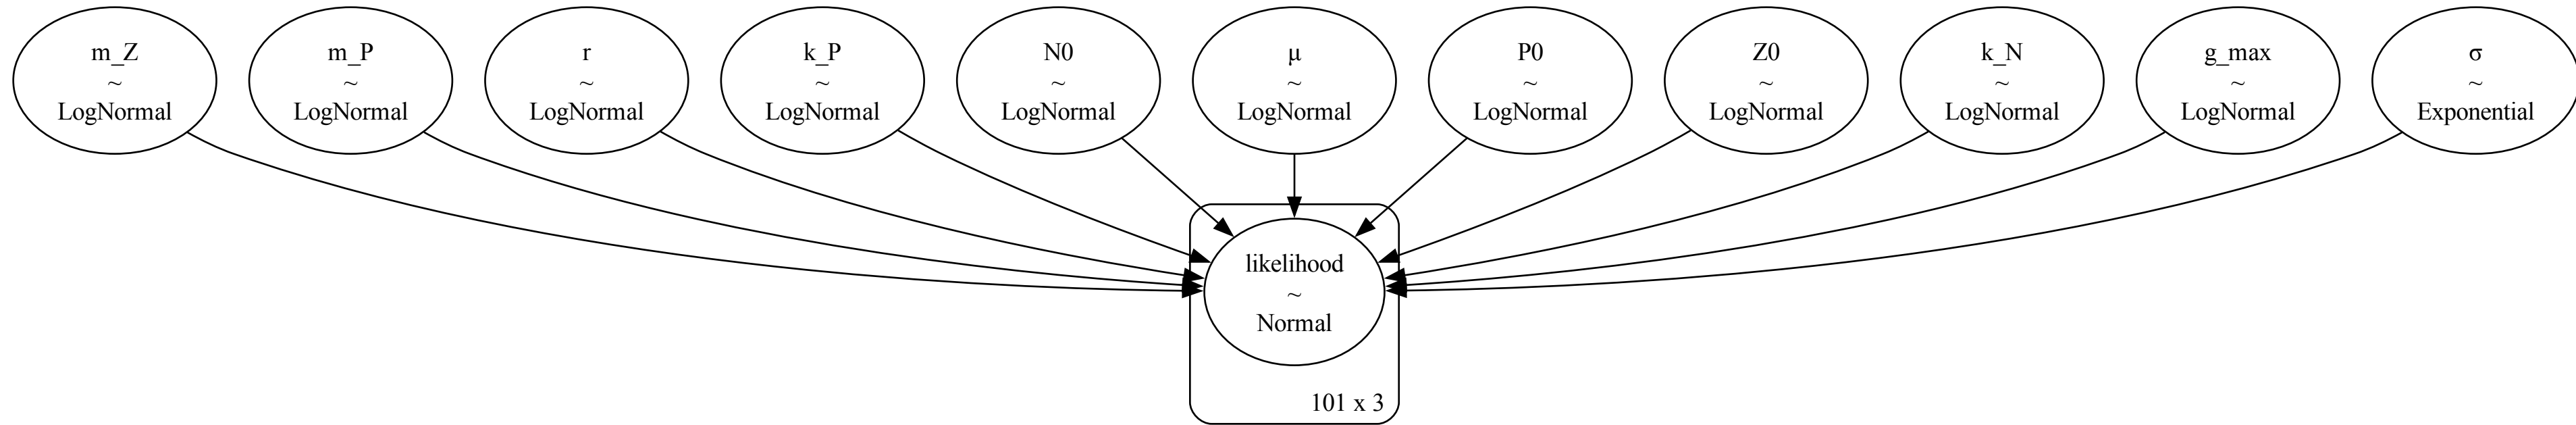 m_Z
~
LogNormal
m_P
~
LogNormal
r
~
LogNormal
k_P
~
LogNormal
N0
~
LogNormal
μ
~
LogNormal
P0
~
LogNormal
Z0
~
LogNormal
k_N
~
LogNormal
g_max
~
LogNormal
σ
~
Exponential
likelihood
~
Normal
101 x 3